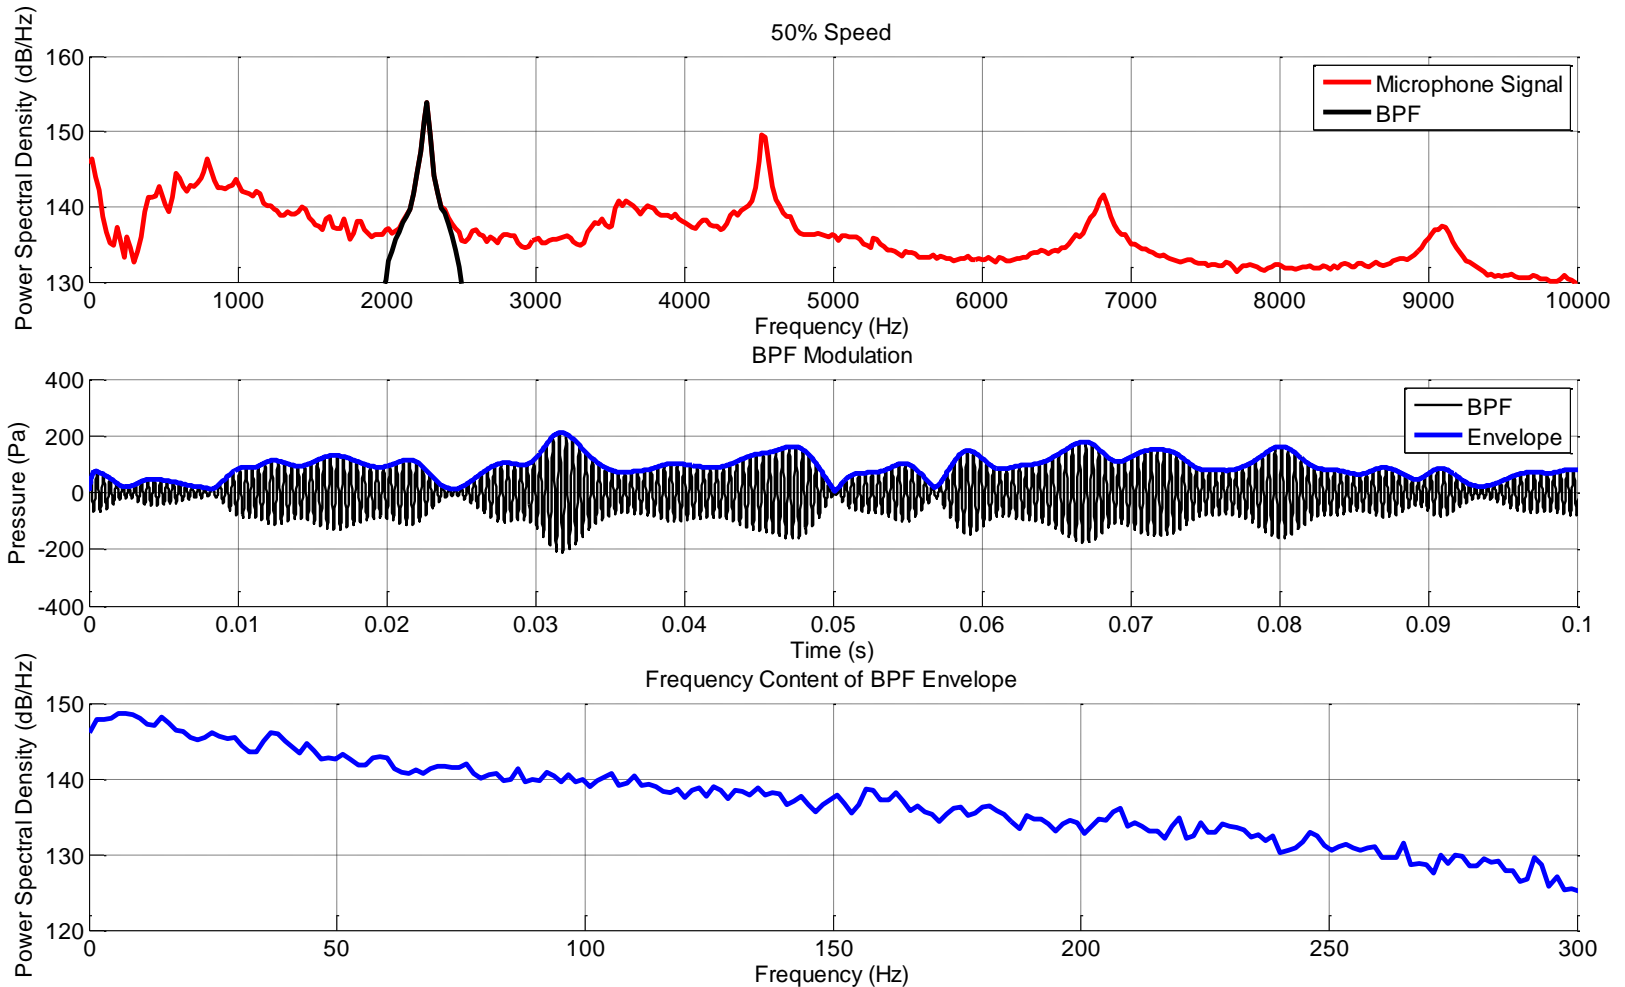 50% Speed
Power Spectral Density (dB/Hz)
160
150
140
130
Microphone Signal
BPF
0 1000 2000 3000 4000 5000 6000 7000 8000 9000 10000
Frequency (Hz)
BPF Modulation
Pressure (Pa)
400
200
0
-200
-400
BPF
Envelope
0 0.01 0.02 0.03 0.04 0.05 0.06 0.07 0.08 0.09 0.1
Time (s)
Frequency Content of BPF Envelope
Power Spectral Density (dB/Hz)
150
140
130
120
0 50 100 150 200 250 300
Frequency (Hz)